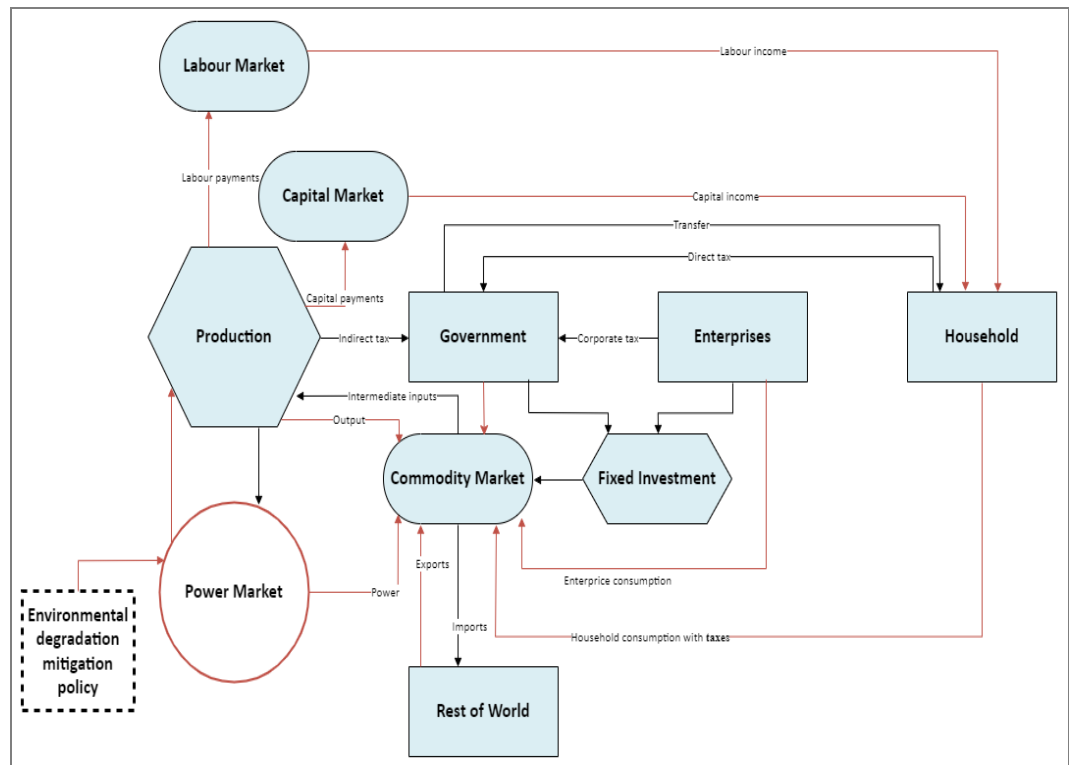 Labour income
Labour Market
Labour payments
Capital Market
Capital income
Transfer
Direct tax
Capital payments
Production
Indirect tax
Government
Corporate tax
Enterprises
Household
Intermediate inputs
Output
Commodity Market
Fixed Investment
Exports
Enterprice consumption
Power Market
Power
Environmental
degradation
mitigation
policy
Imports
Household consumption with taxes
Rest of World